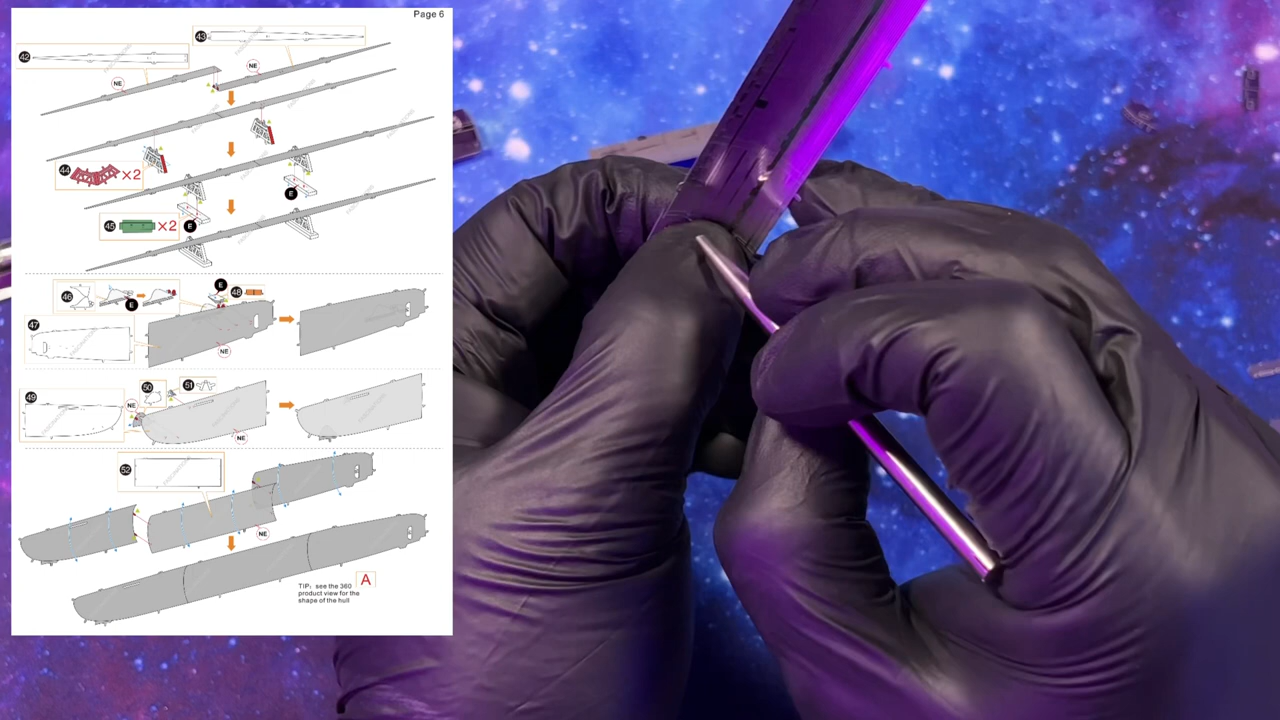 Page 6
43
42
NE
NE
44
×2
E
45
×2
E
46
E
E
48
47
NE
49
50
51
NE
NE
52
NE
TIP: see the 360
product view for the
shape of the hull
A